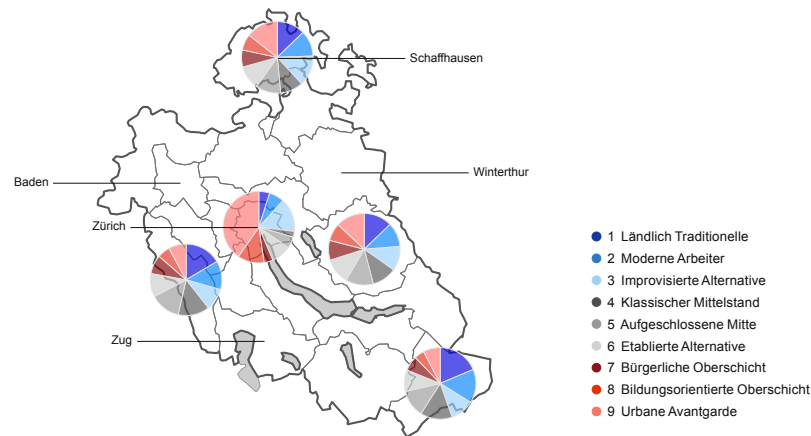 Schaffhausen
Winterthur
Baden
Zürich
Zug
1 Ländlich Traditionelle
2 Moderne Arbeiter
3 Improvisierte Alternative
4 Klassischer Mittelstand
5 Aufgeschlossene Mitte
6 Etablierte Alternative
7 Bürgerliche Oberschicht
8 Bildungsorientierte Oberschicht
9 Urbane Avantgarde